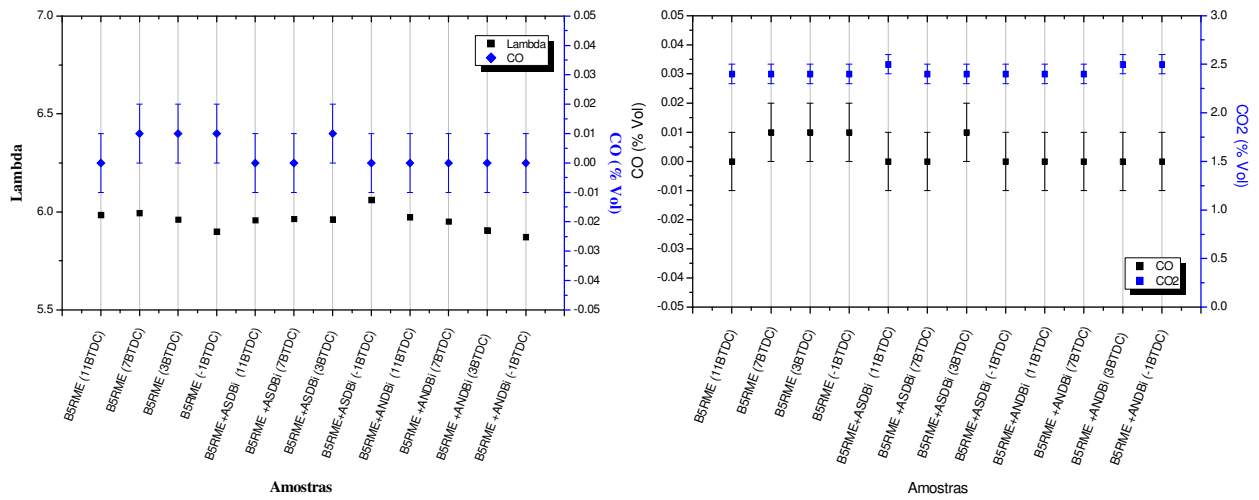 7.0
6.5
6.0
5.5
Lambda
0.05
0.04
0.03
0.02
0.01
0.00
-0.01
-0.02
-0.03
-0.04
-0.05
CO (% Vol)
Lambda
CO
B5RME (11BTDC)
B5RME (7BTDC)
B5RME (3BTDC)
B5RME (-1BTDC)
B5RME+ASDBi (11BTDC)
B5RME +ASDBi (7BTDC)
B5RME+ASDBi (3BTDC)
B5RME+ASDBi (-1BTDC)
B5RME+ANDBi (11BTDC)
B5RME +ANDBi (7BTDC)
B5RME +ANDBi (3BTDC)
B5RME +ANDBi (-1BTDC)
Amostras
0.05
0.04
0.03
0.02
0.01
0.00
-0.01
-0.02
-0.03
-0.04
-0.05
CO (% Vol)
3.0
2.5
2.0
1.5
1.0
0.5
0.0
CO2 (% Vol)
CO
CO2
B5RME (11BTDC)
B5RME (7BTDC)
B5RME (3BTDC)
B5RME (-1BTDC)
B5RME+ASDBi (11BTDC)
B5RME +ASDBi (7BTDC)
B5RME+ASDBi (3BTDC)
B5RME+ASDBi (-1BTDC)
B5RME+ANDBi (11BTDC)
B5RME +ANDBi (7BTDC)
B5RME +ANDBi (3BTDC)
B5RME +ANDBi (-1BTDC)
Amostras